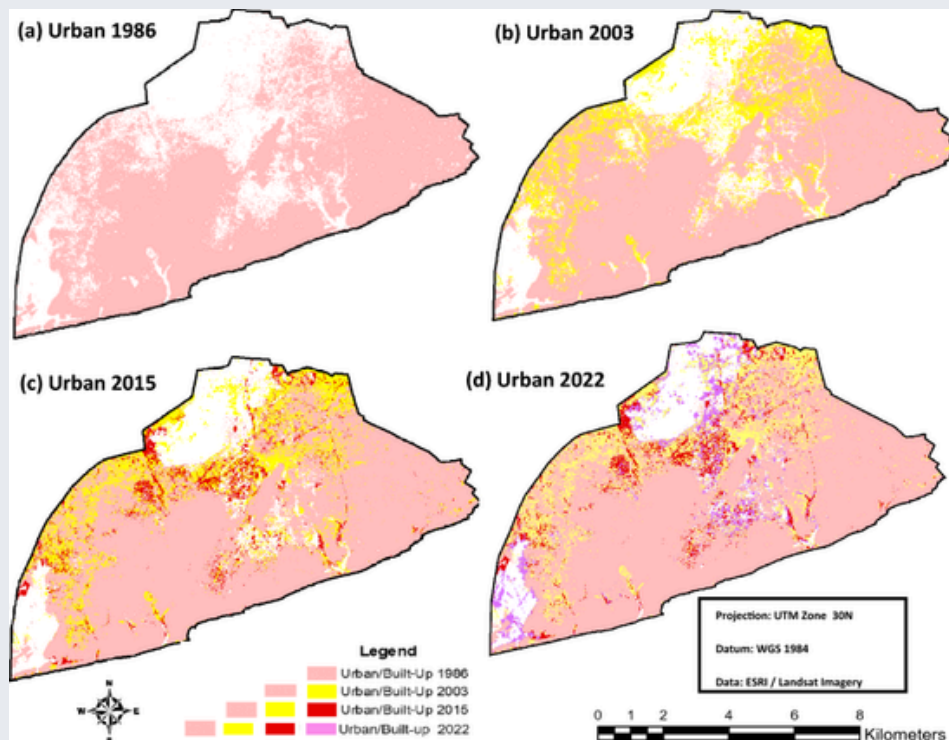 (a) Urban 1986
(b) Urban 2003
(c) Urban 2015
(d) Urban 2022
Legend
Urban/Built-Up 1986
Urban/Built-Up 2003
Urban/Built-Up 2015
Urban/Built-up 2022
N
W E
S
Projection: UTM Zone 30N
Datum: WGS 1984
Data: ESRI / Landsat Imagery
0 1 2 4 6 8
Kilometers